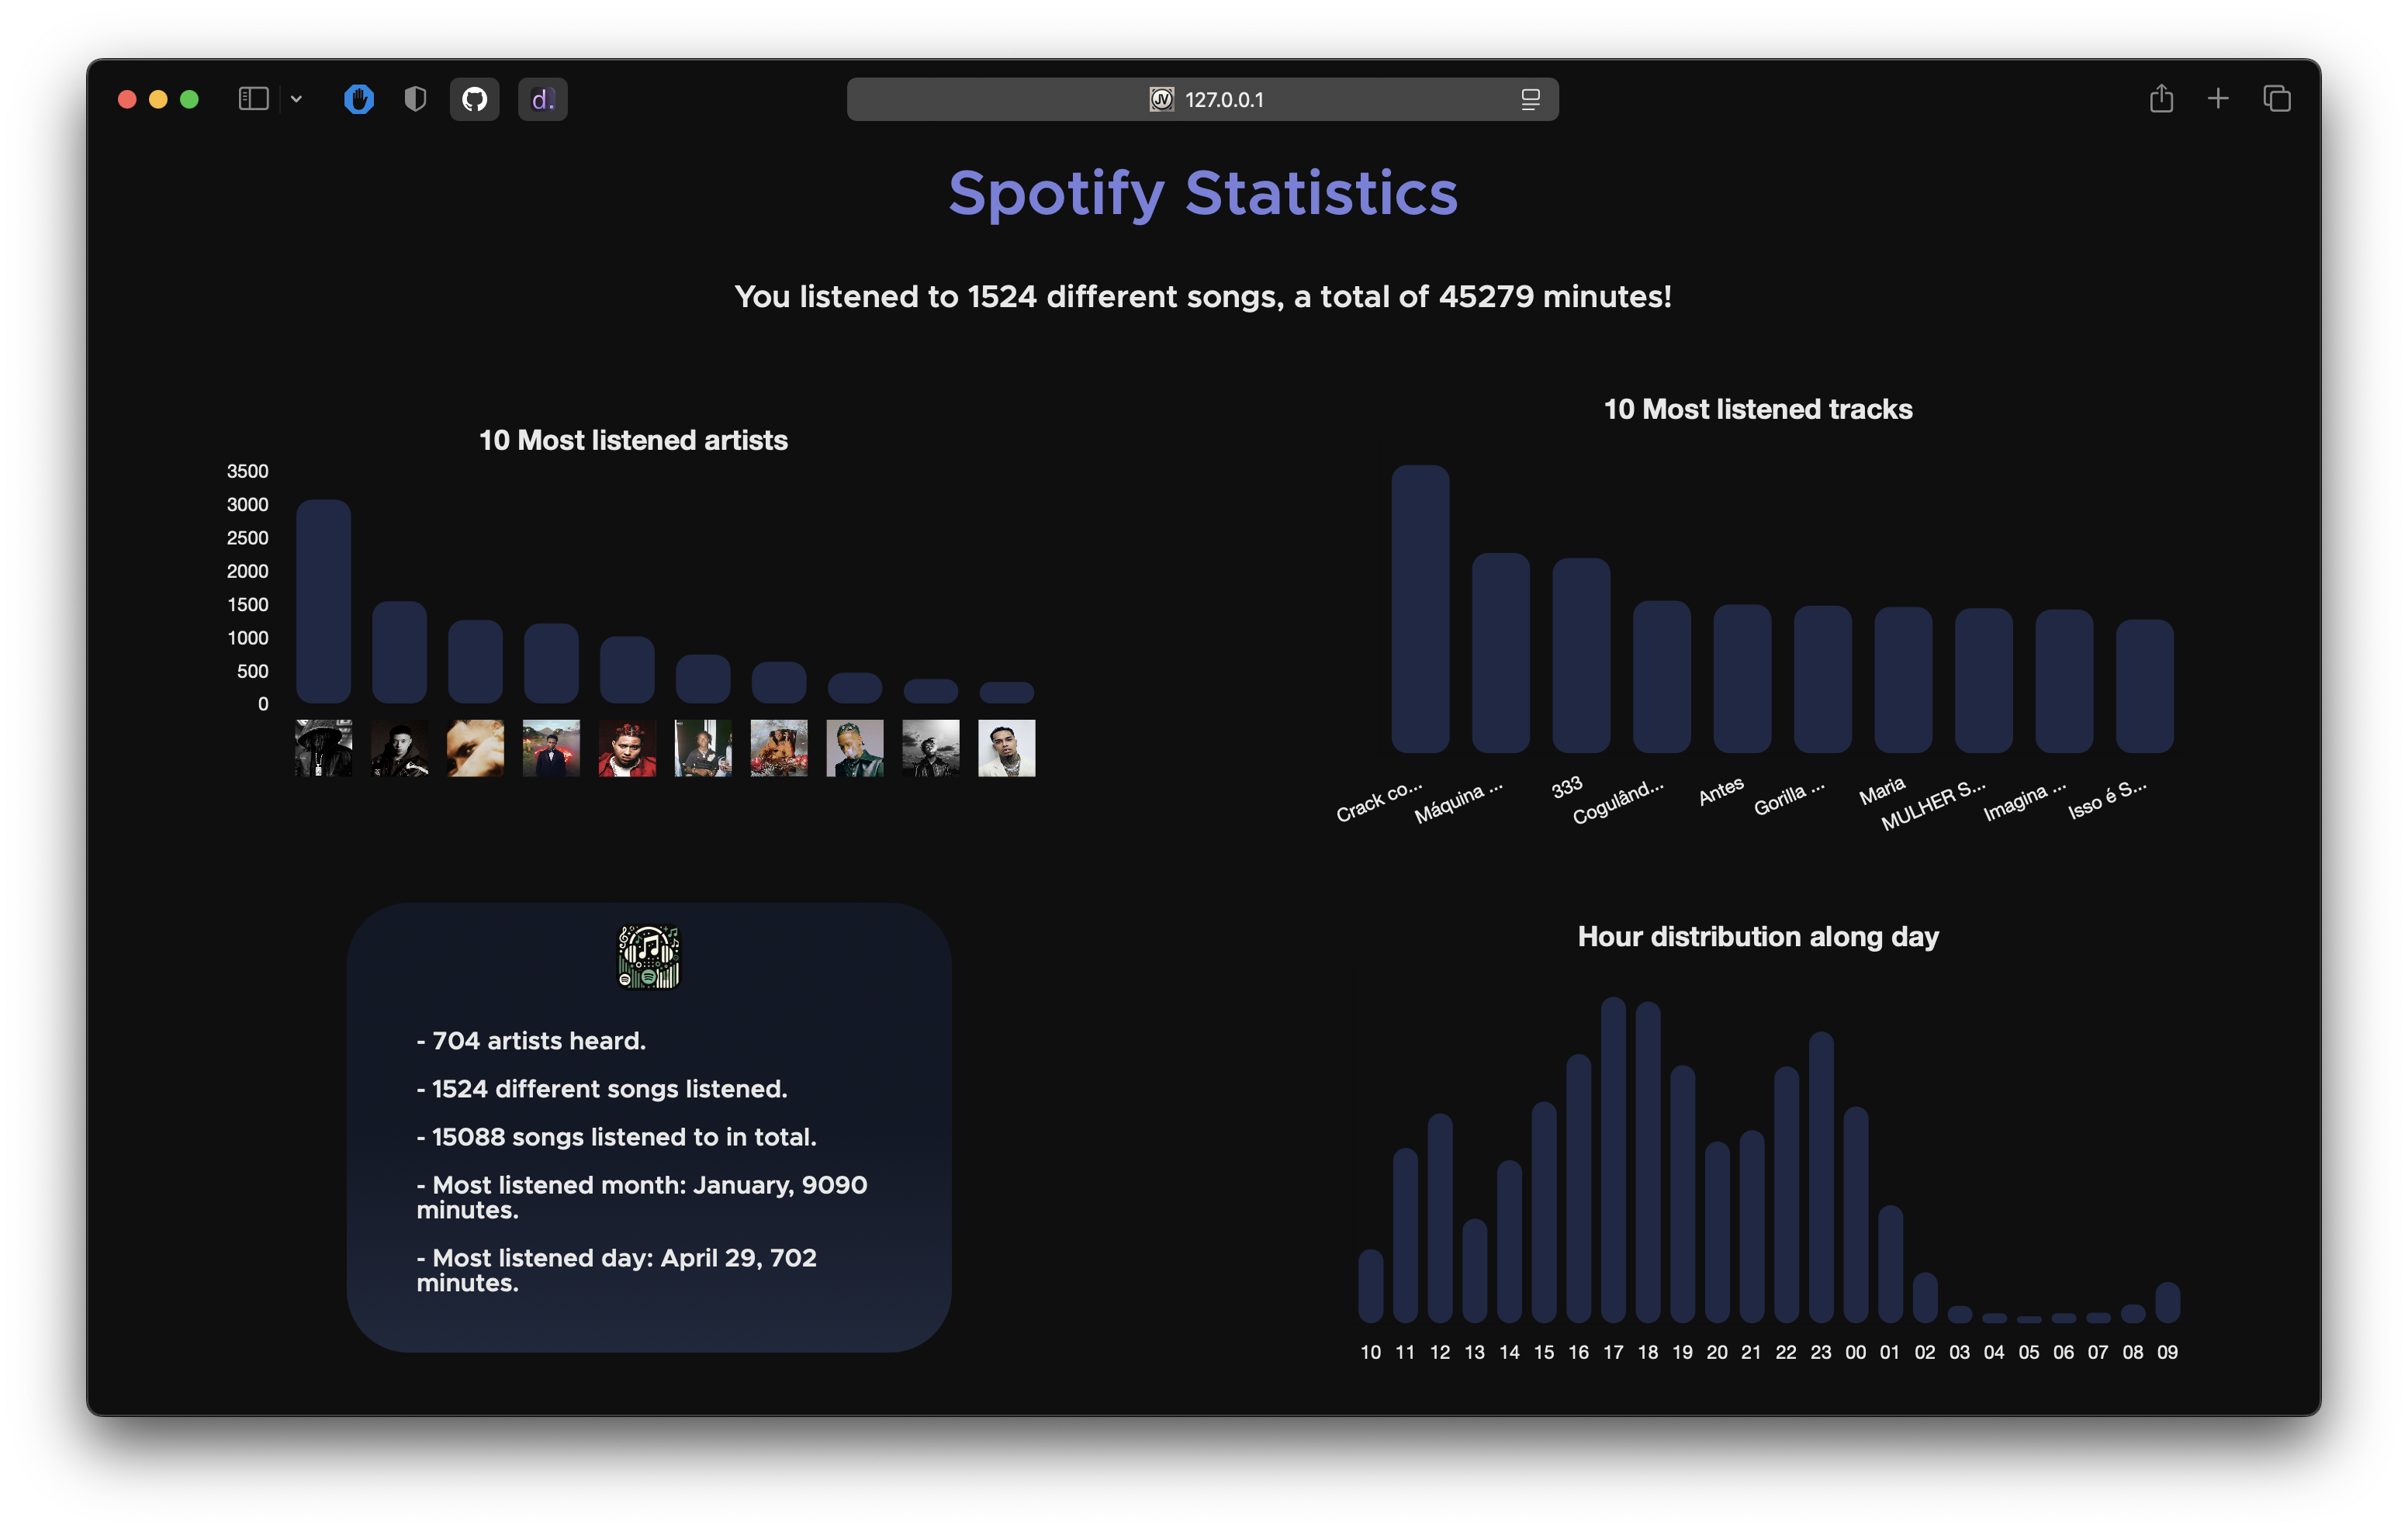 d.
JV
127.0.0.1
Spotify Statistics
You listened to 1524 different songs, a total of 45279 minutes!
10 Most listened artists
3500
3000
2500
2000
1500
1000
500
0
10 Most listened tracks
Crack co...
Máquina ...
333
Cogulând...
Antes
Gorilla ...
Maria
MULHER S...
Imagina ...
Isso é S...
- 704 artists heard.
- 1524 different songs listened.
- 15088 songs listened to in total.
- Most listened month: January, 9090
minutes.
- Most listened day: April 29, 702
minutes.
Hour distribution along day
10 11 12 13 14 15 16 17 18 19 20 21 22 23 00 01 02 03 04 05 06 07 08 09